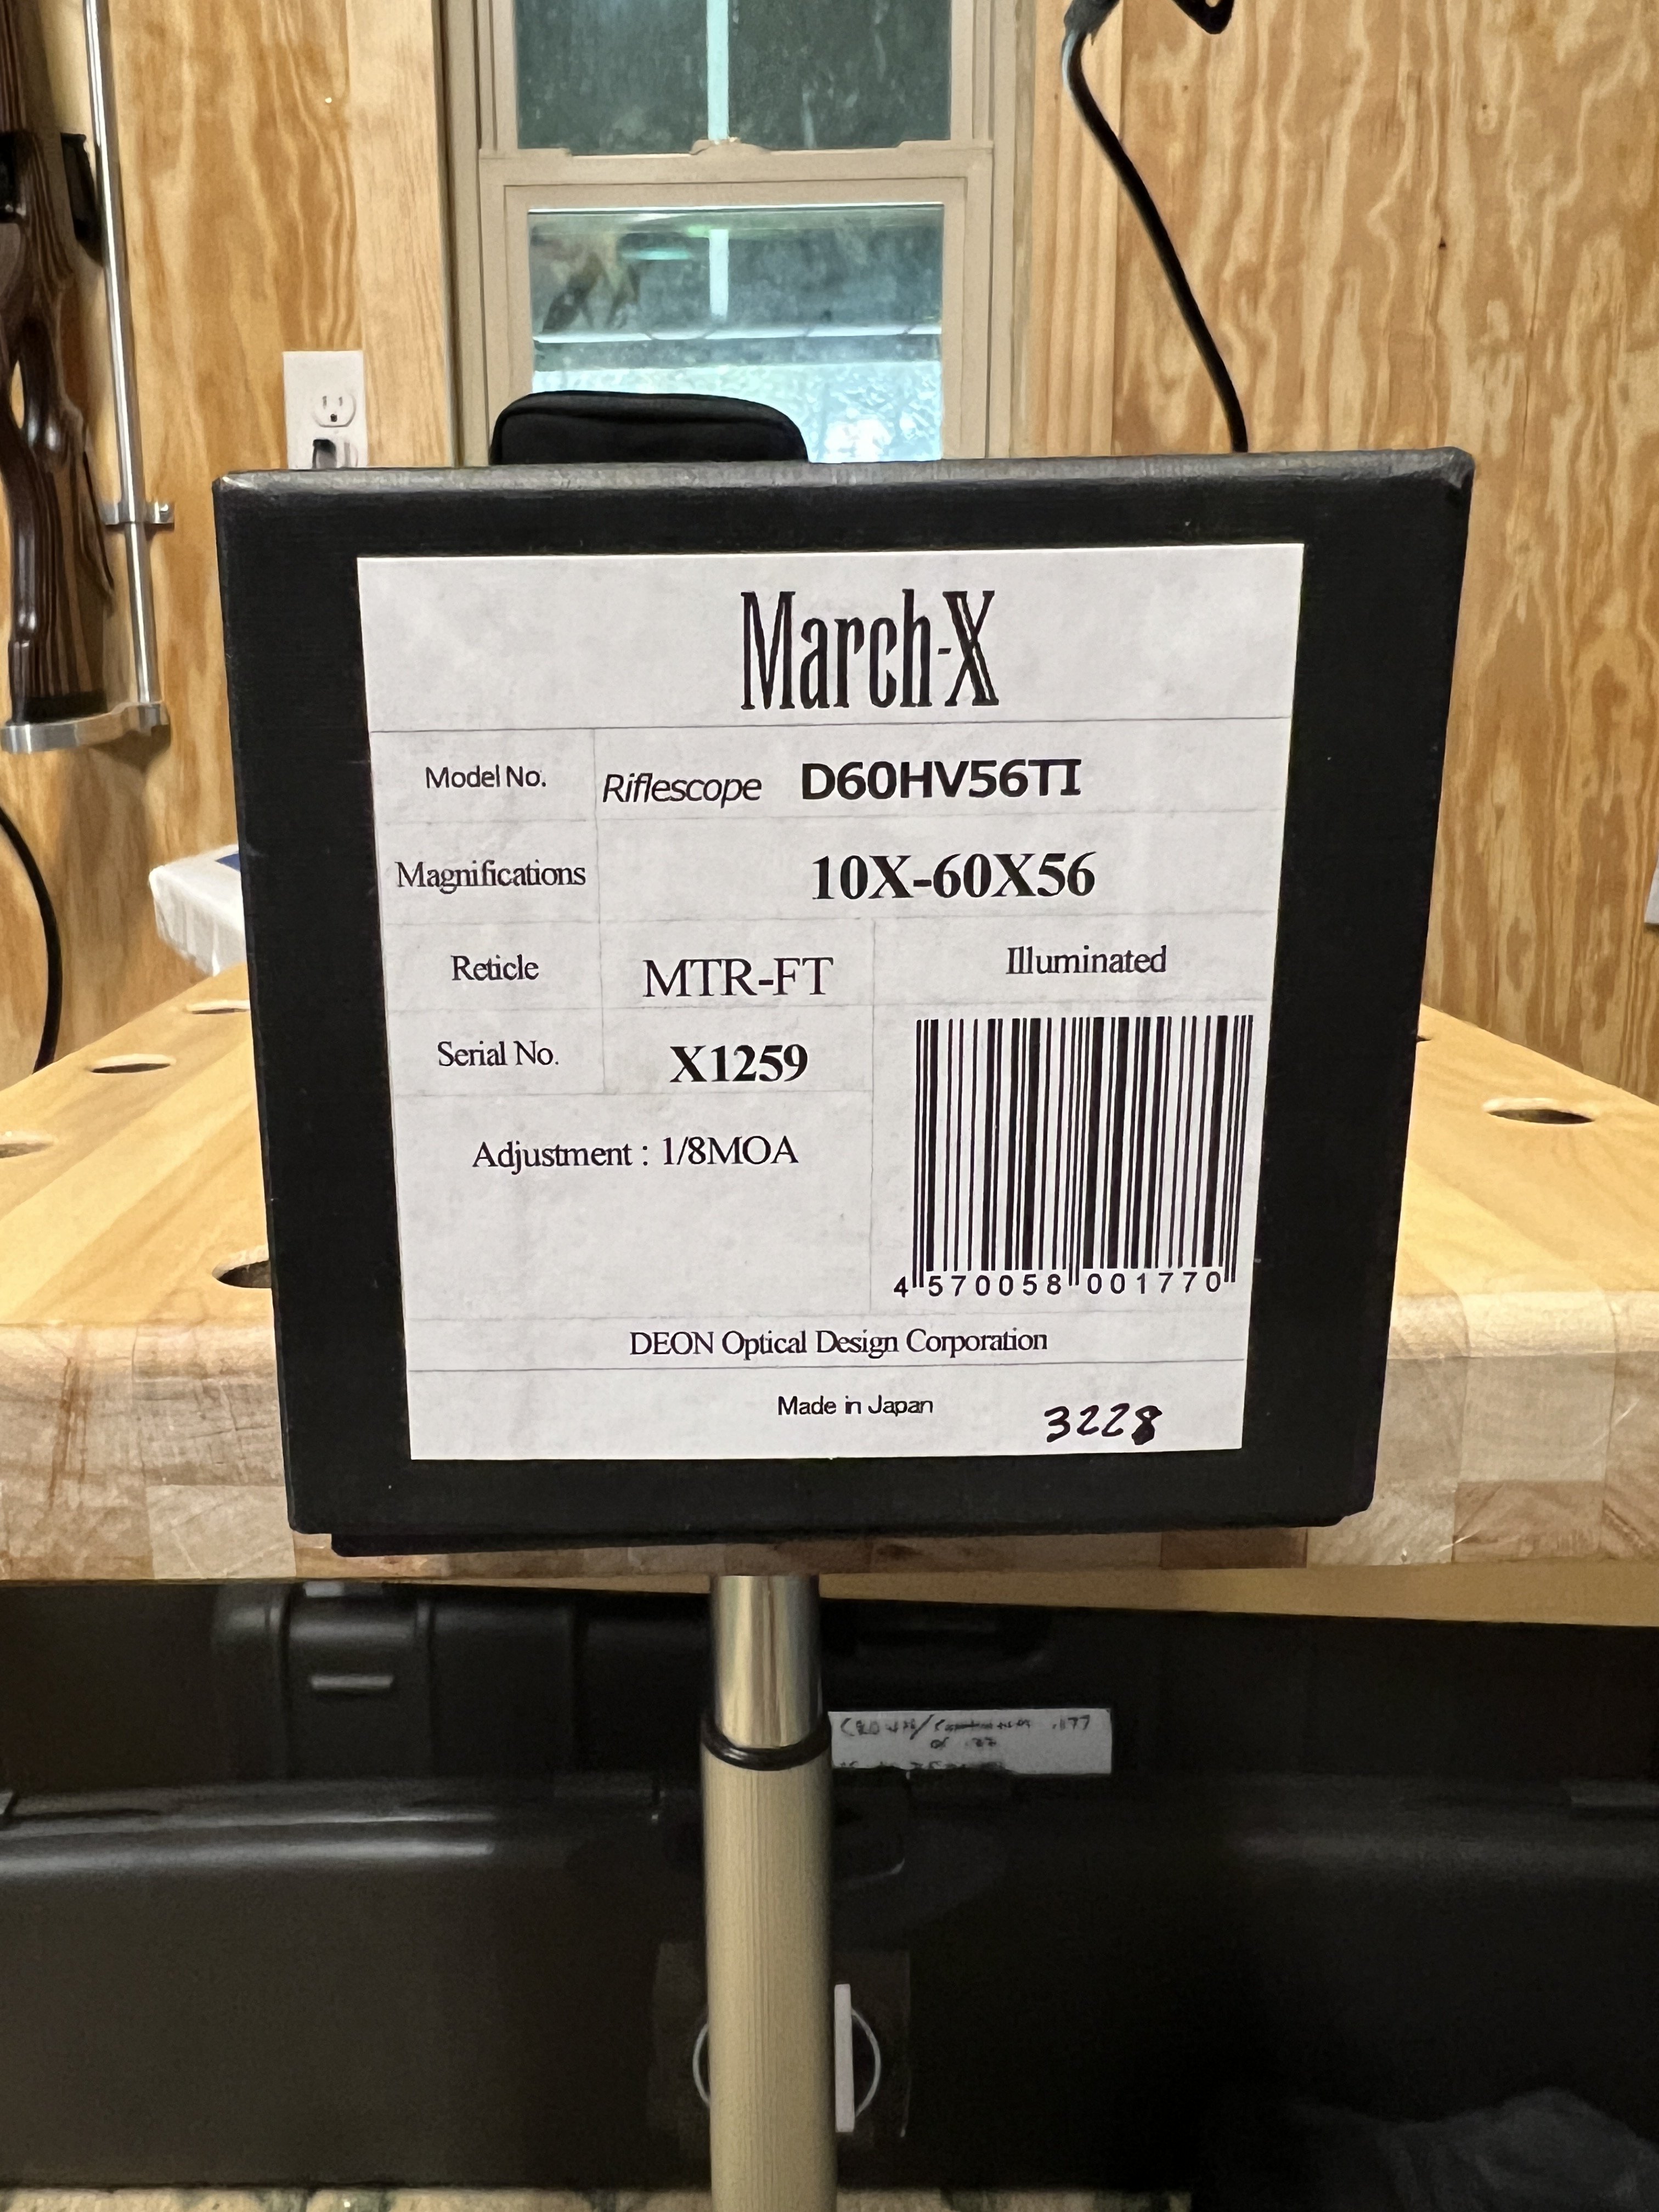 March-X
Model No. Riflescope D60HV56TI
Magnifications 10X-60X56
Reticle MTR-FT Illuminated
Serial No. X1259
Adjustment : 1/8MOA
4 570058 001770
DEON Optical Design Corporation
Made in Japan 3228
.177